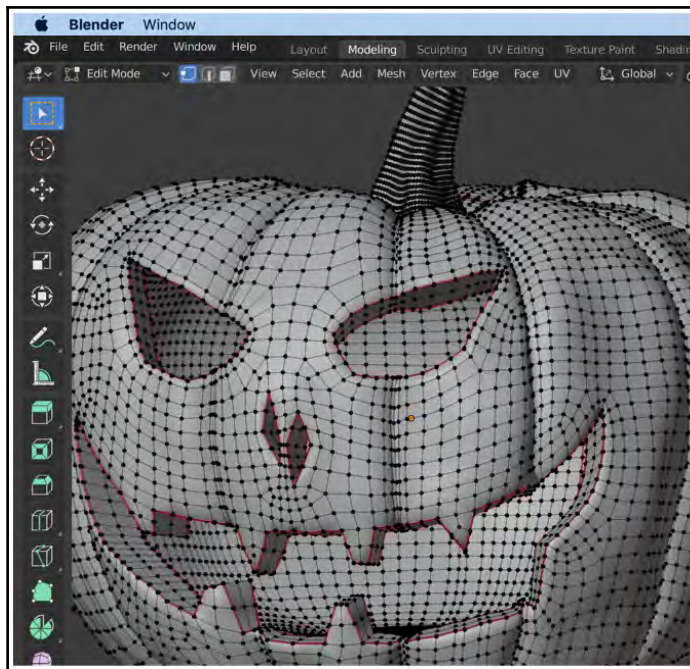 Blender Window
File Edit Render Window Help Layout Modeling Sculpting UV Editing Texture Paint Shadin
Edit Mode View Select Add Mesh Vertex Edge Face UV Global